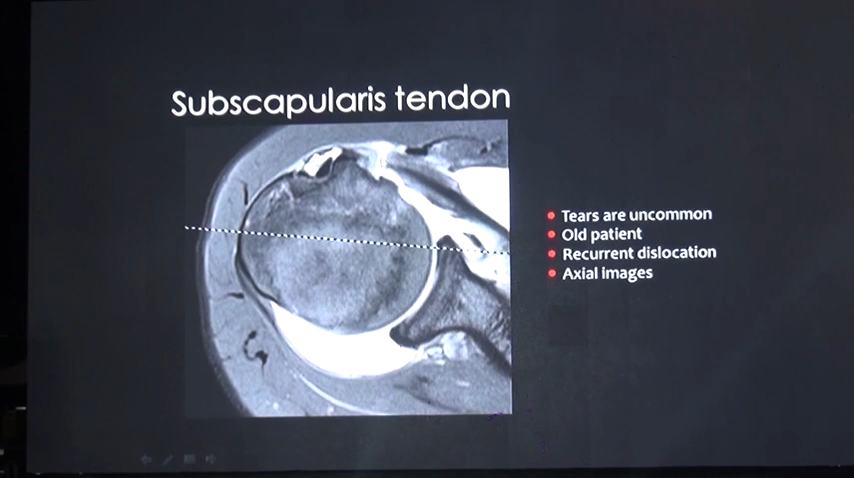 Subscapularis tendon
Tears are uncommon
Old patient
Recurrent dislocation
Axial images